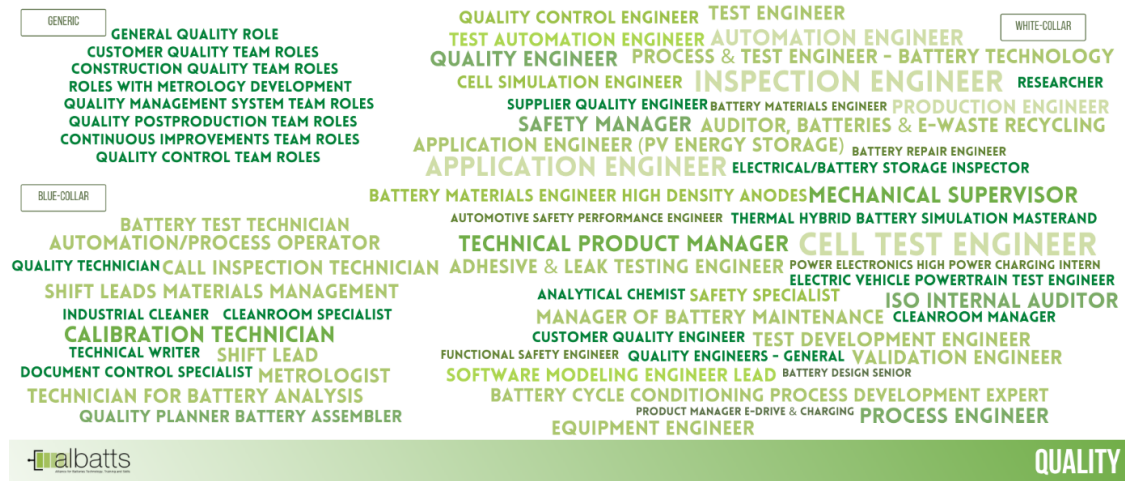 GENERIC
GENERAL QUALITY ROLE
CUSTOMER QUALITY TEAM ROLES
CONSTRUCTION QUALITY TEAM ROLES
ROLES WITH METROLOGY DEVELOPMENT
QUALITY MANAGEMENT SYSTEM TEAM ROLES
QUALITY POSTPRODUCTION TEAM ROLES
CONTINUOUS IMPROVEMENTS TEAM ROLES
QUALITY CONTROL TEAM ROLES
BLUE-COLLAR
BATTERY TEST TECHNICIAN
AUTOMATION/PROCESS OPERATOR
QUALITY TECHNICIAN CALL INSPECTION TECHNICIAN
SHIFT LEADS MATERIALS MANAGEMENT
INDUSTRIAL CLEANER CLEANROOM SPECIALIST
CALIBRATION TECHNICIAN
TECHNICAL WRITER SHIFT LEAD
DOCUMENT CONTROL SPECIALIST METROLOGIST
TECHNICIAN FOR BATTERY ANALYSIS
QUALITY PLANNER BATTERY ASSEMBLER
WHITE-COLLAR
QUALITY CONTROL ENGINEER TEST ENGINEER
TEST AUTOMATION ENGINEER AUTOMATION ENGINEER
QUALITY ENGINEER PROCESS & TEST ENGINEER - BATTERY TECHNOLOGY
CELL SIMULATION ENGINEER INSPECTION ENGINEER RESEARCHER
SUPPLIER QUALITY ENGINEER BATTERY MATERIALS ENGINEER PRODUCTION ENGINEER
SAFETY MANAGER AUDITOR, BATTERIES & E-WASTE RECYCLING
APPLICATION ENGINEER (PV ENERGY STORAGE) BATTERY REPAIR ENGINEER
APPLICATION ENGINEER ELECTRICAL/BATTERY STORAGE INSPECTOR
BATTERY MATERIALS ENGINEER HIGH DENSITY ANODES MECHANICAL SUPERVISOR
AUTOMOTIVE SAFETY PERFORMANCE ENGINEER THERMAL HYBRID BATTERY SIMULATION MASTERAND
TECHNICAL PRODUCT MANAGER CELL TEST ENGINEER
ADHESIVE & LEAK TESTING ENGINEER POWER ELECTRONICS HIGH POWER CHARGING INTERN
ELECTRIC VEHICLE POWERTRAIN TEST ENGINEER
ANALYTICAL CHEMIST SAFETY SPECIALIST ISO INTERNAL AUDITOR
MANAGER OF BATTERY MAINTENANCE CLEANROOM MANAGER
CUSTOMER QUALITY ENGINEER TEST DEVELOPMENT ENGINEER
FUNCTIONAL SAFETY ENGINEER QUALITY ENGINEERS - GENERAL VALIDATION ENGINEER
SOFTWARE MODELING ENGINEER LEAD BATTERY DESIGN SENIOR
BATTERY CYCLE CONDITIONING PROCESS DEVELOPMENT EXPERT
PRODUCT MANAGER E-DRIVE & CHARGING PROCESS ENGINEER
EQUIPMENT ENGINEER
albatts
QUALITY